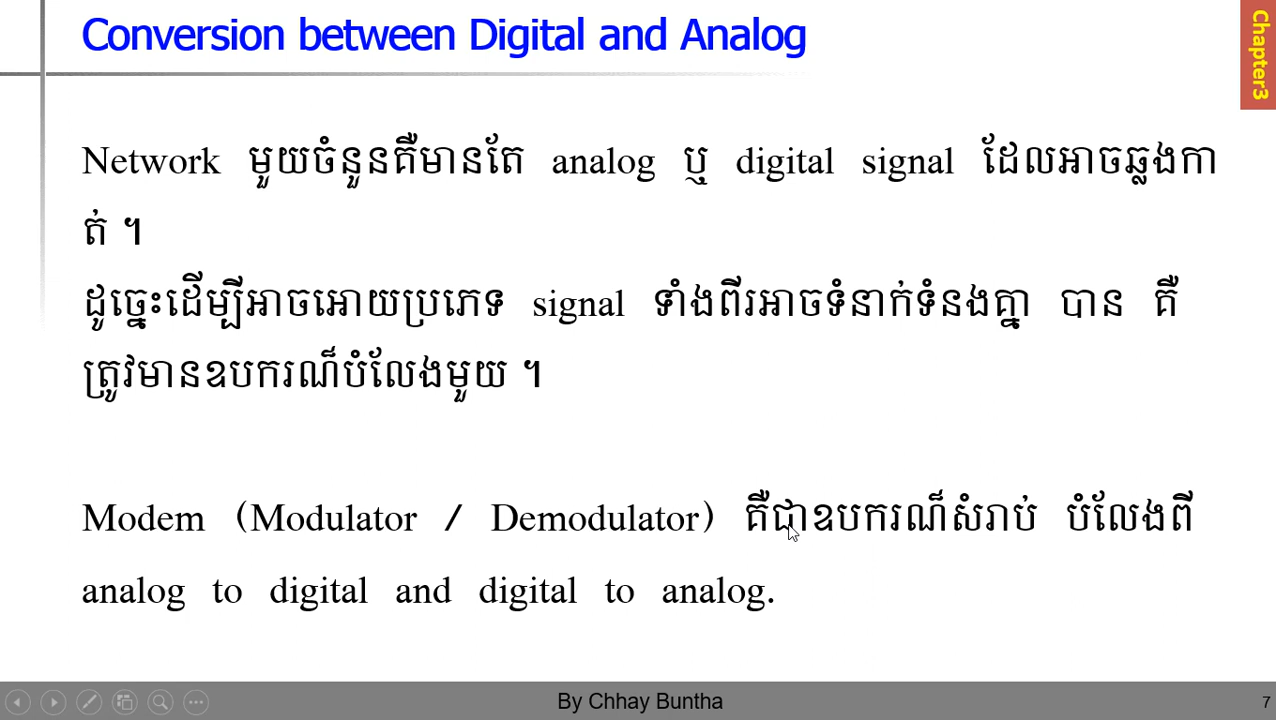 Conversion between Digital and Analog
Chapter3
Network មួយចំនួនគឺមានតែ analog ឬ digital signal ដែលអាចឆ្លងកា
ត់ ។
ដូច្នេះដើម្បីអាចអោយប្រភេទ signal ទាំងពីរអាចទំនាក់ទំនងគ្នា បាន គឺ
ត្រូវមានឧបករណ៏បំលែងមួយ ។
Modem (Modulator / Demodulator) គឺជាឧបករណ៏សំរាប់ បំលែងពី
analog to digital and digital to analog.
By Chhay Buntha
7